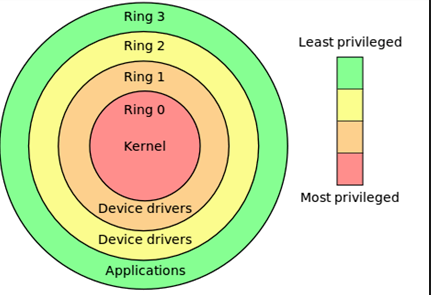 Ring 3
Ring 2
Ring 1
Ring 0
Kernel
Device drivers
Device drivers
Applications
Least privileged
Most privileged